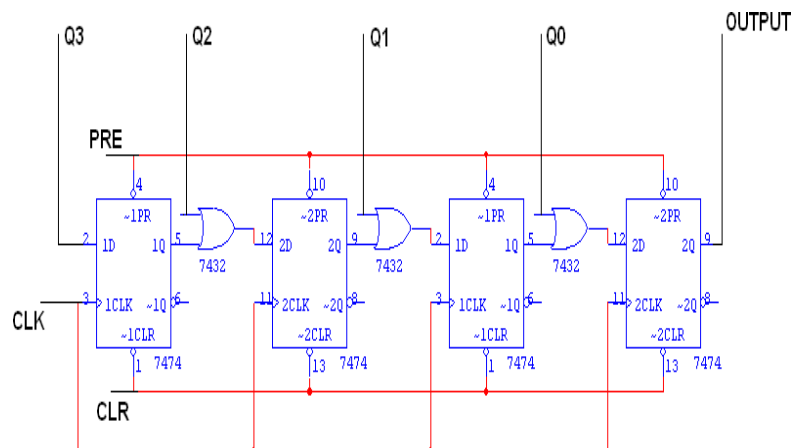 Q3 Q2 Q1 Q0 OUTPUT
PRE
4 10 4 10
~1PR ~2PR ~1PR ~2PR
2 1D 1Q 5 12 2D 2Q 9 2 1D 1Q 5 12 2D 2Q 9
7432 7432 7432
3 1CLK ~1Q 6 11 2CLK ~2Q 8 3 1CLK ~1Q 6 11 2CLK ~2Q 8
CLK
~1CLR ~2CLR ~1CLR ~2CLR
1 7474 13 7474 1 7474 13 7474
CLR